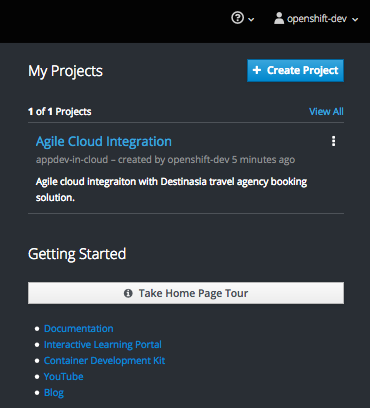 openshift-dev
My Projects
+ Create Project
1 of 1 Projects
View All
Agile Cloud Integration
appdev-in-cloud – created by openshift-dev 5 minutes ago
Agile cloud integraiton with Destinasia travel agency booking
solution.
Getting Started
Take Home Page Tour
Documentation
Interactive Learning Portal
Container Development Kit
YouTube
Blog